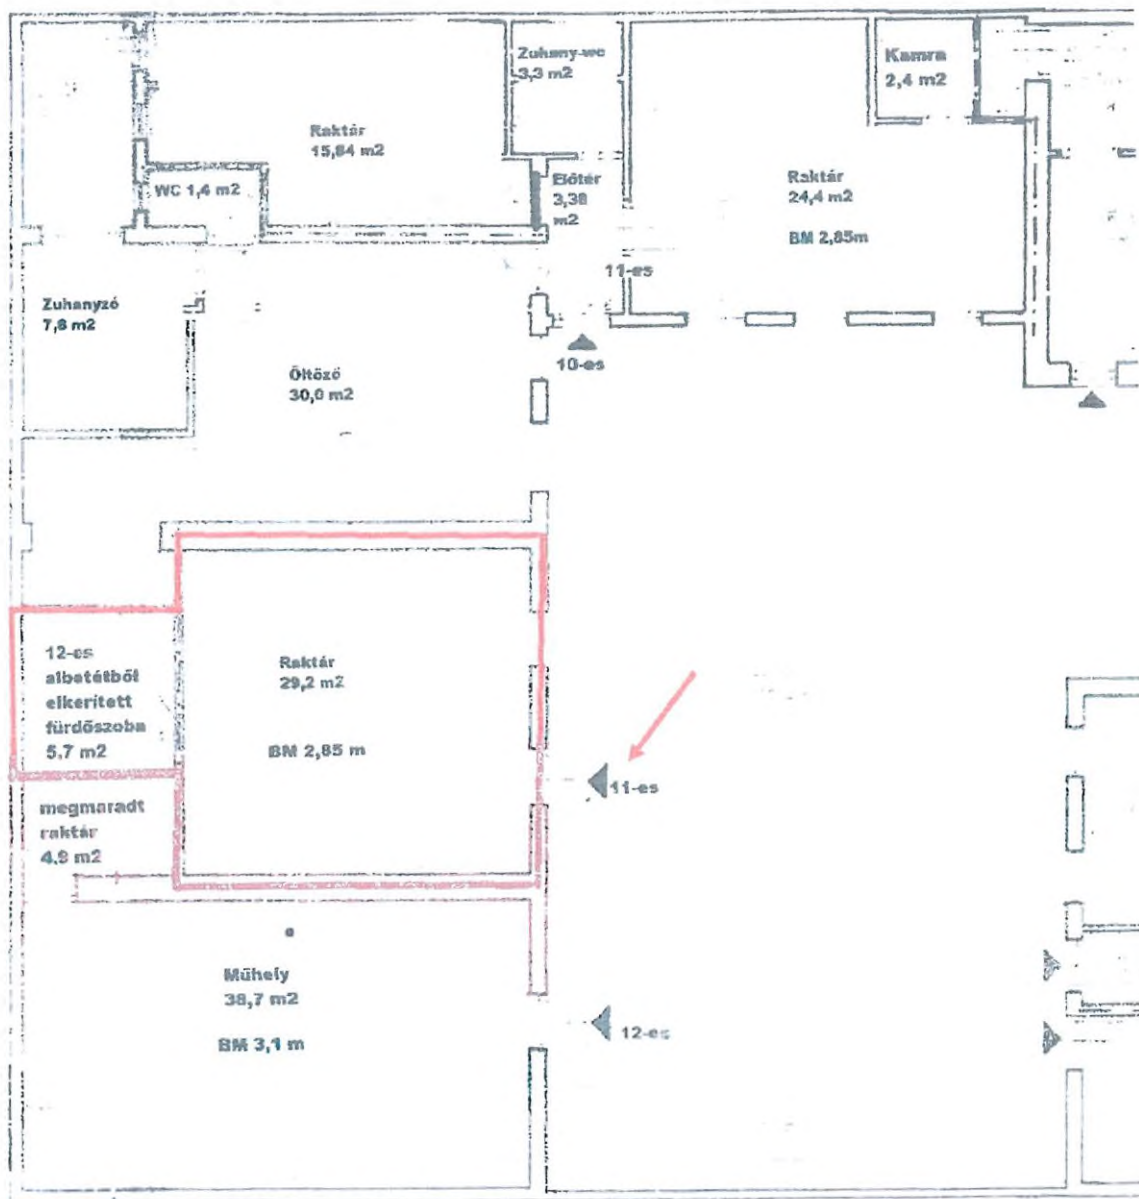 Zuhany-wc
3,3 m2
Kamra
2,4 m2
Raktár
15,84 m2
WC 1,4 m2
Előtér
3,38
m2
Raktár
24,4 m2
BM 2,85m
11-es
Zuhanyzó
7,8 m2
10-es
Öltöző
30,0 m2
12-es
albetétből
elkerített
fürdőszoba
5,7 m2
Raktár
29,2 m2
BM 2,85 m
11-es
megmaradt
raktár
4,9 m2
Műhely
38,7 m2
BM 3,1 m
12-es